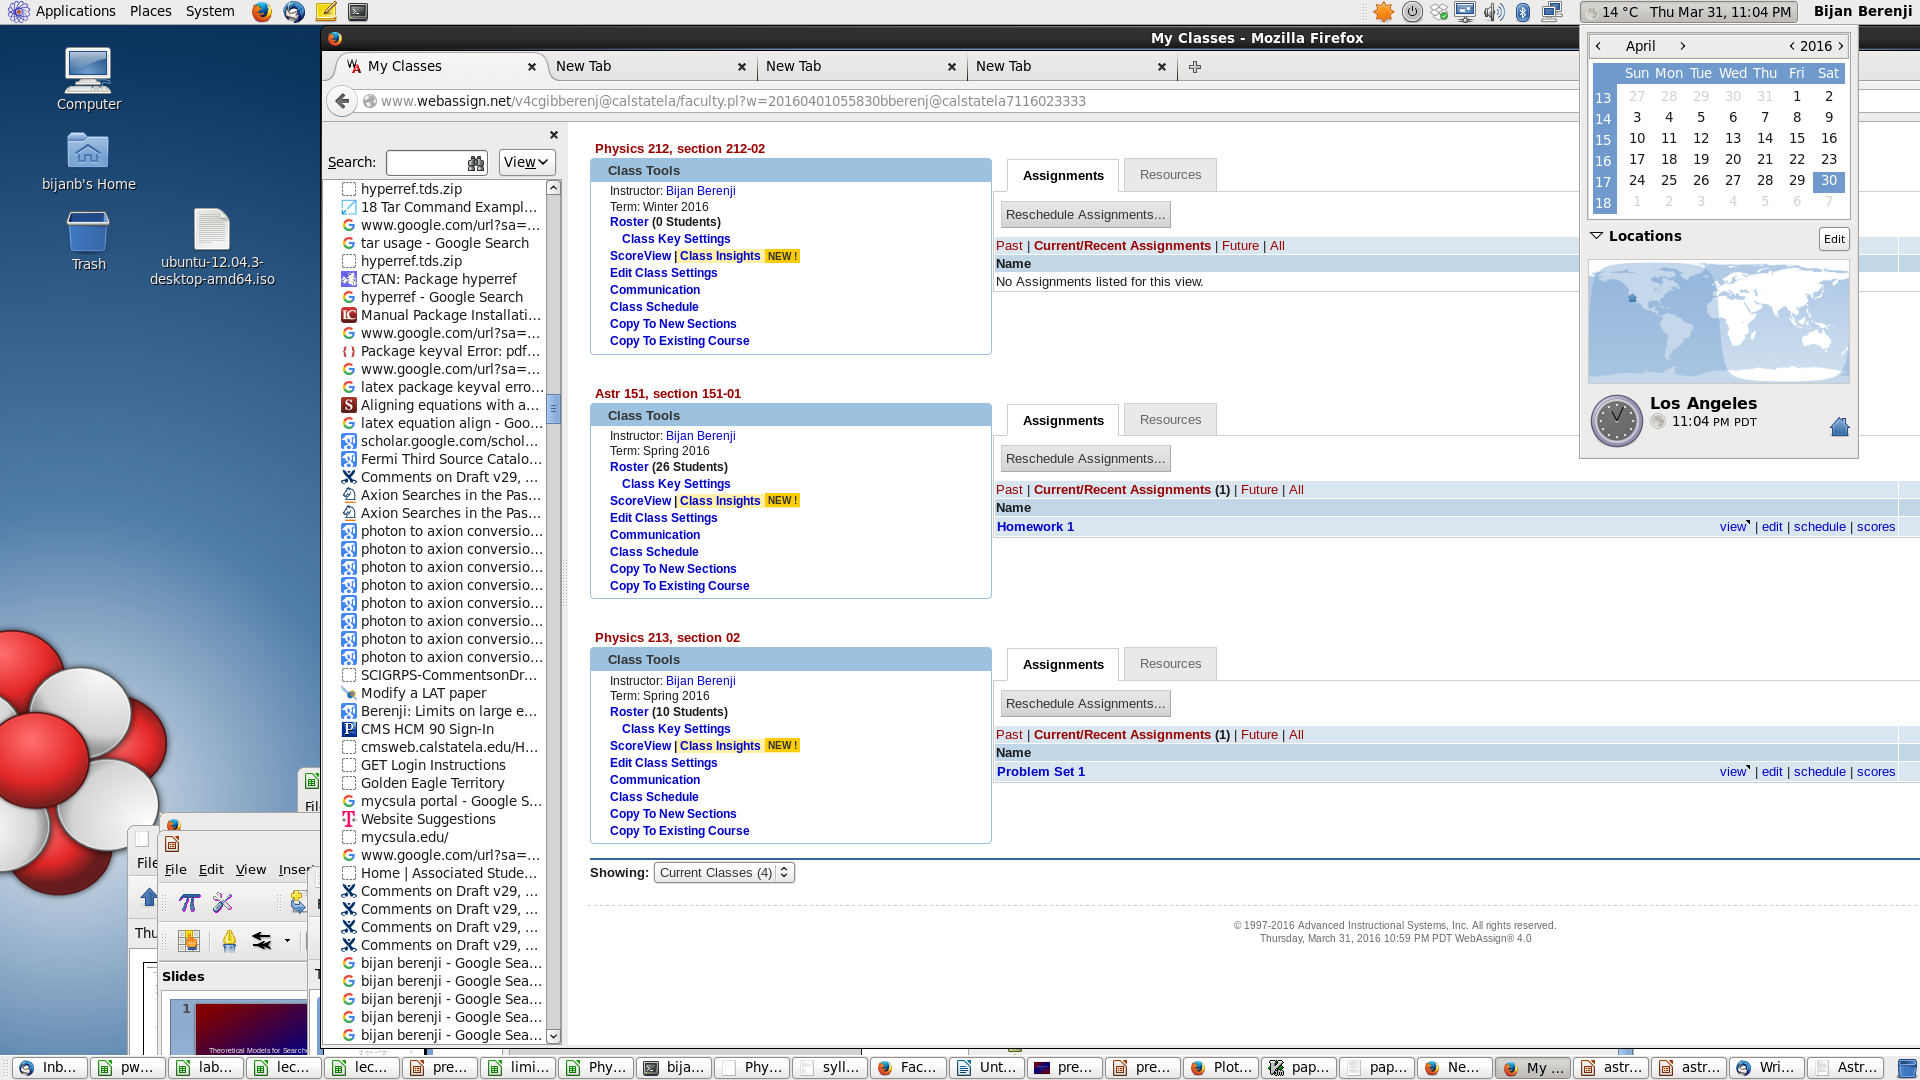 Applications Places System
14 °C Thu Mar 31, 11:04 PM Bijan Berenji
Computer
bijanb's Home
Trash
ubuntu-12.04.3-
desktop-amd64.iso
My Classes - Mozilla Firefox
My Classes
New Tab
New Tab
New Tab
www.webassign.net/v4cgibberenj@calstatela/faculty.pl?w=20160401055830bberenj@calstatela7116023333
Search:
View
hyperref.tds.zip
18 Tar Command Exampl...
www.google.com/url?sa=...
tar usage - Google Search
hyperref.tds.zip
CTAN: Package hyperref
hyperref - Google Search
Manual Package Installati...
www.google.com/url?sa=...
Package keyval Error: pdf...
www.google.com/url?sa=...
latex package keyval erro...
Aligning equations with a...
latex equation align - Goo...
scholar.google.com/schol...
Fermi Third Source Catalo...
Comments on Draft v29, ...
Axion Searches in the Pas...
Axion Searches in the Pas...
photon to axion conversio...
photon to axion conversio...
photon to axion conversio...
photon to axion conversio...
photon to axion conversio...
photon to axion conversio...
photon to axion conversio...
photon to axion conversio...
SCIGRPS-CommentsonDr...
Modify a LAT paper
Berenji: Limits on large e...
CMS HCM 90 Sign-In
cmsweb.calstatela.edu/H...
GET Login Instructions
Golden Eagle Territory
mycsula portal - Google S...
Website Suggestions
mycsula.edu/
www.google.com/url?sa=...
Home | Associated Stude...
Comments on Draft v29, ...
Comments on Draft v29, ...
Comments on Draft v29, ...
Comments on Draft v29, ...
bijan berenji - Google Sea...
bijan berenji - Google Sea...
bijan berenji - Google Sea...
bijan berenji - Google Sea...
bijan berenji - Google Sea...
Physics 212, section 212-02
Class Tools
Instructor: Bijan Berenji
Term: Winter 2016
Roster (0 Students)
Class Key Settings
ScoreView | Class Insights NEW !
Edit Class Settings
Communication
Class Schedule
Copy To New Sections
Copy To Existing Course
Assignments Resources
Reschedule Assignments...
Past | Current/Recent Assignments | Future | All
Name
No Assignments listed for this view.
Astr 151, section 151-01
Class Tools
Instructor: Bijan Berenji
Term: Spring 2016
Roster (26 Students)
Class Key Settings
ScoreView | Class Insights NEW !
Edit Class Settings
Communication
Class Schedule
Copy To New Sections
Copy To Existing Course
Assignments Resources
Reschedule Assignments...
Past | Current/Recent Assignments (1) | Future | All
Name
Homework 1 view | edit | schedule | scores
Physics 213, section 02
Class Tools
Instructor: Bijan Berenji
Term: Spring 2016
Roster (10 Students)
Class Key Settings
ScoreView | Class Insights NEW !
Edit Class Settings
Communication
Class Schedule
Copy To New Sections
Copy To Existing Course
Assignments Resources
Reschedule Assignments...
Past | Current/Recent Assignments (1) | Future | All
Name
Problem Set 1 view | edit | schedule | scores
Showing: Current Classes (4)
© 1997-2016 Advanced Instructional Systems, Inc. All rights reserved.
Thursday, March 31, 2016 10:59 PM PDT WebAssign® 4.0
April 2016
Sun Mon Tue Wed Thu Fri Sat
13 27 28 29 30 31 1 2
14 3 4 5 6 7 8 9
15 10 11 12 13 14 15 16
16 17 18 19 20 21 22 23
17 24 25 26 27 28 29 30
18 1 2 3 4 5 6 7
Locations Edit
Los Angeles
11:04 PM PDT
File
File Edit View Inser
Thu
Slides
1
Theoretical Models for Searche
Inb... pw... lab... lec... lec... pre... limi... Phy... bija... Phy... syll... Fac... Unt... pre... pre... Plot... pap... pap... Ne... My ... astr... astr... Wri... Astr...